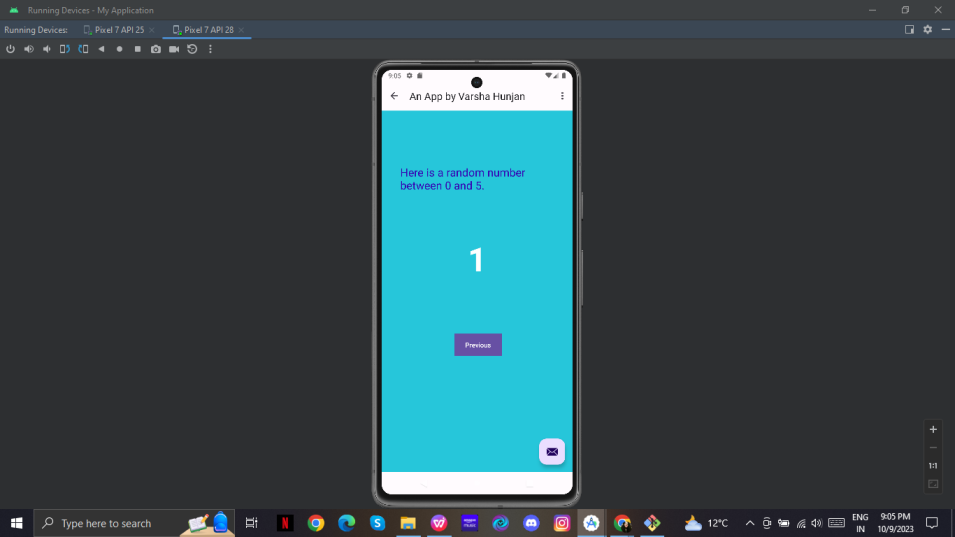 Running Devices - My Application
Running Devices: Pixel 7 API 25 Pixel 7 API 28
9:05
An App by Varsha Hunjan
Here is a random number
between 0 and 5.
1
Previous
1:1
Type here to search
12°C
ENG
IN
9:05 PM
10/9/2023